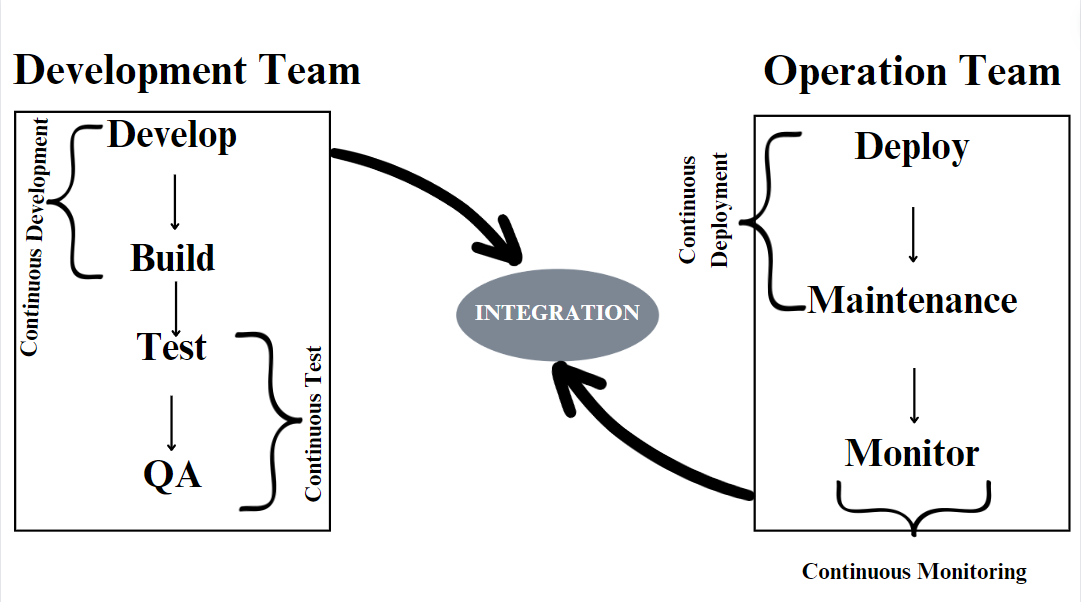 Development Team
Continuous Development
Develop
Build
Test
QA
Continuous Test
INTEGRATION
Operation Team
Continuous
Deployment
Deploy
Maintenance
Monitor
Continuous Monitoring